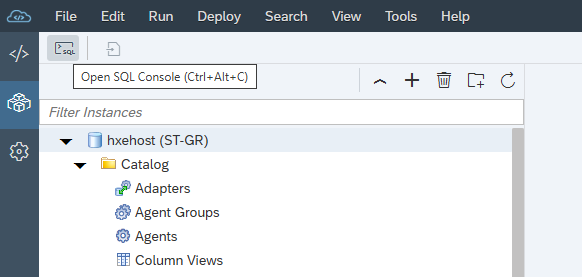 File Edit Run Deploy Search View Tools Help
SQL
Open SQL Console (Ctrl+Alt+C)
Filter Instances
hxehost (ST-GR)
Catalog
Adapters
Agent Groups
Agents
Column Views